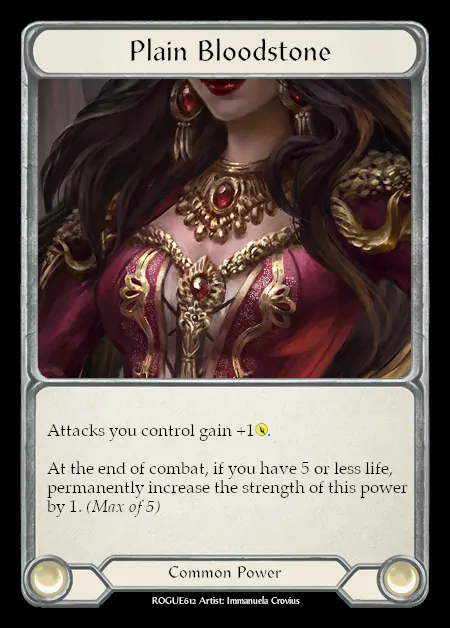 Plain Bloodstone
Attacks you control gain +1.
At the end of combat, if you have 5 or less life,
permanently increase the strength of this power
by 1. (Max of 5)
Common Power
ROGUE612 Artist: Immanuela Crovius